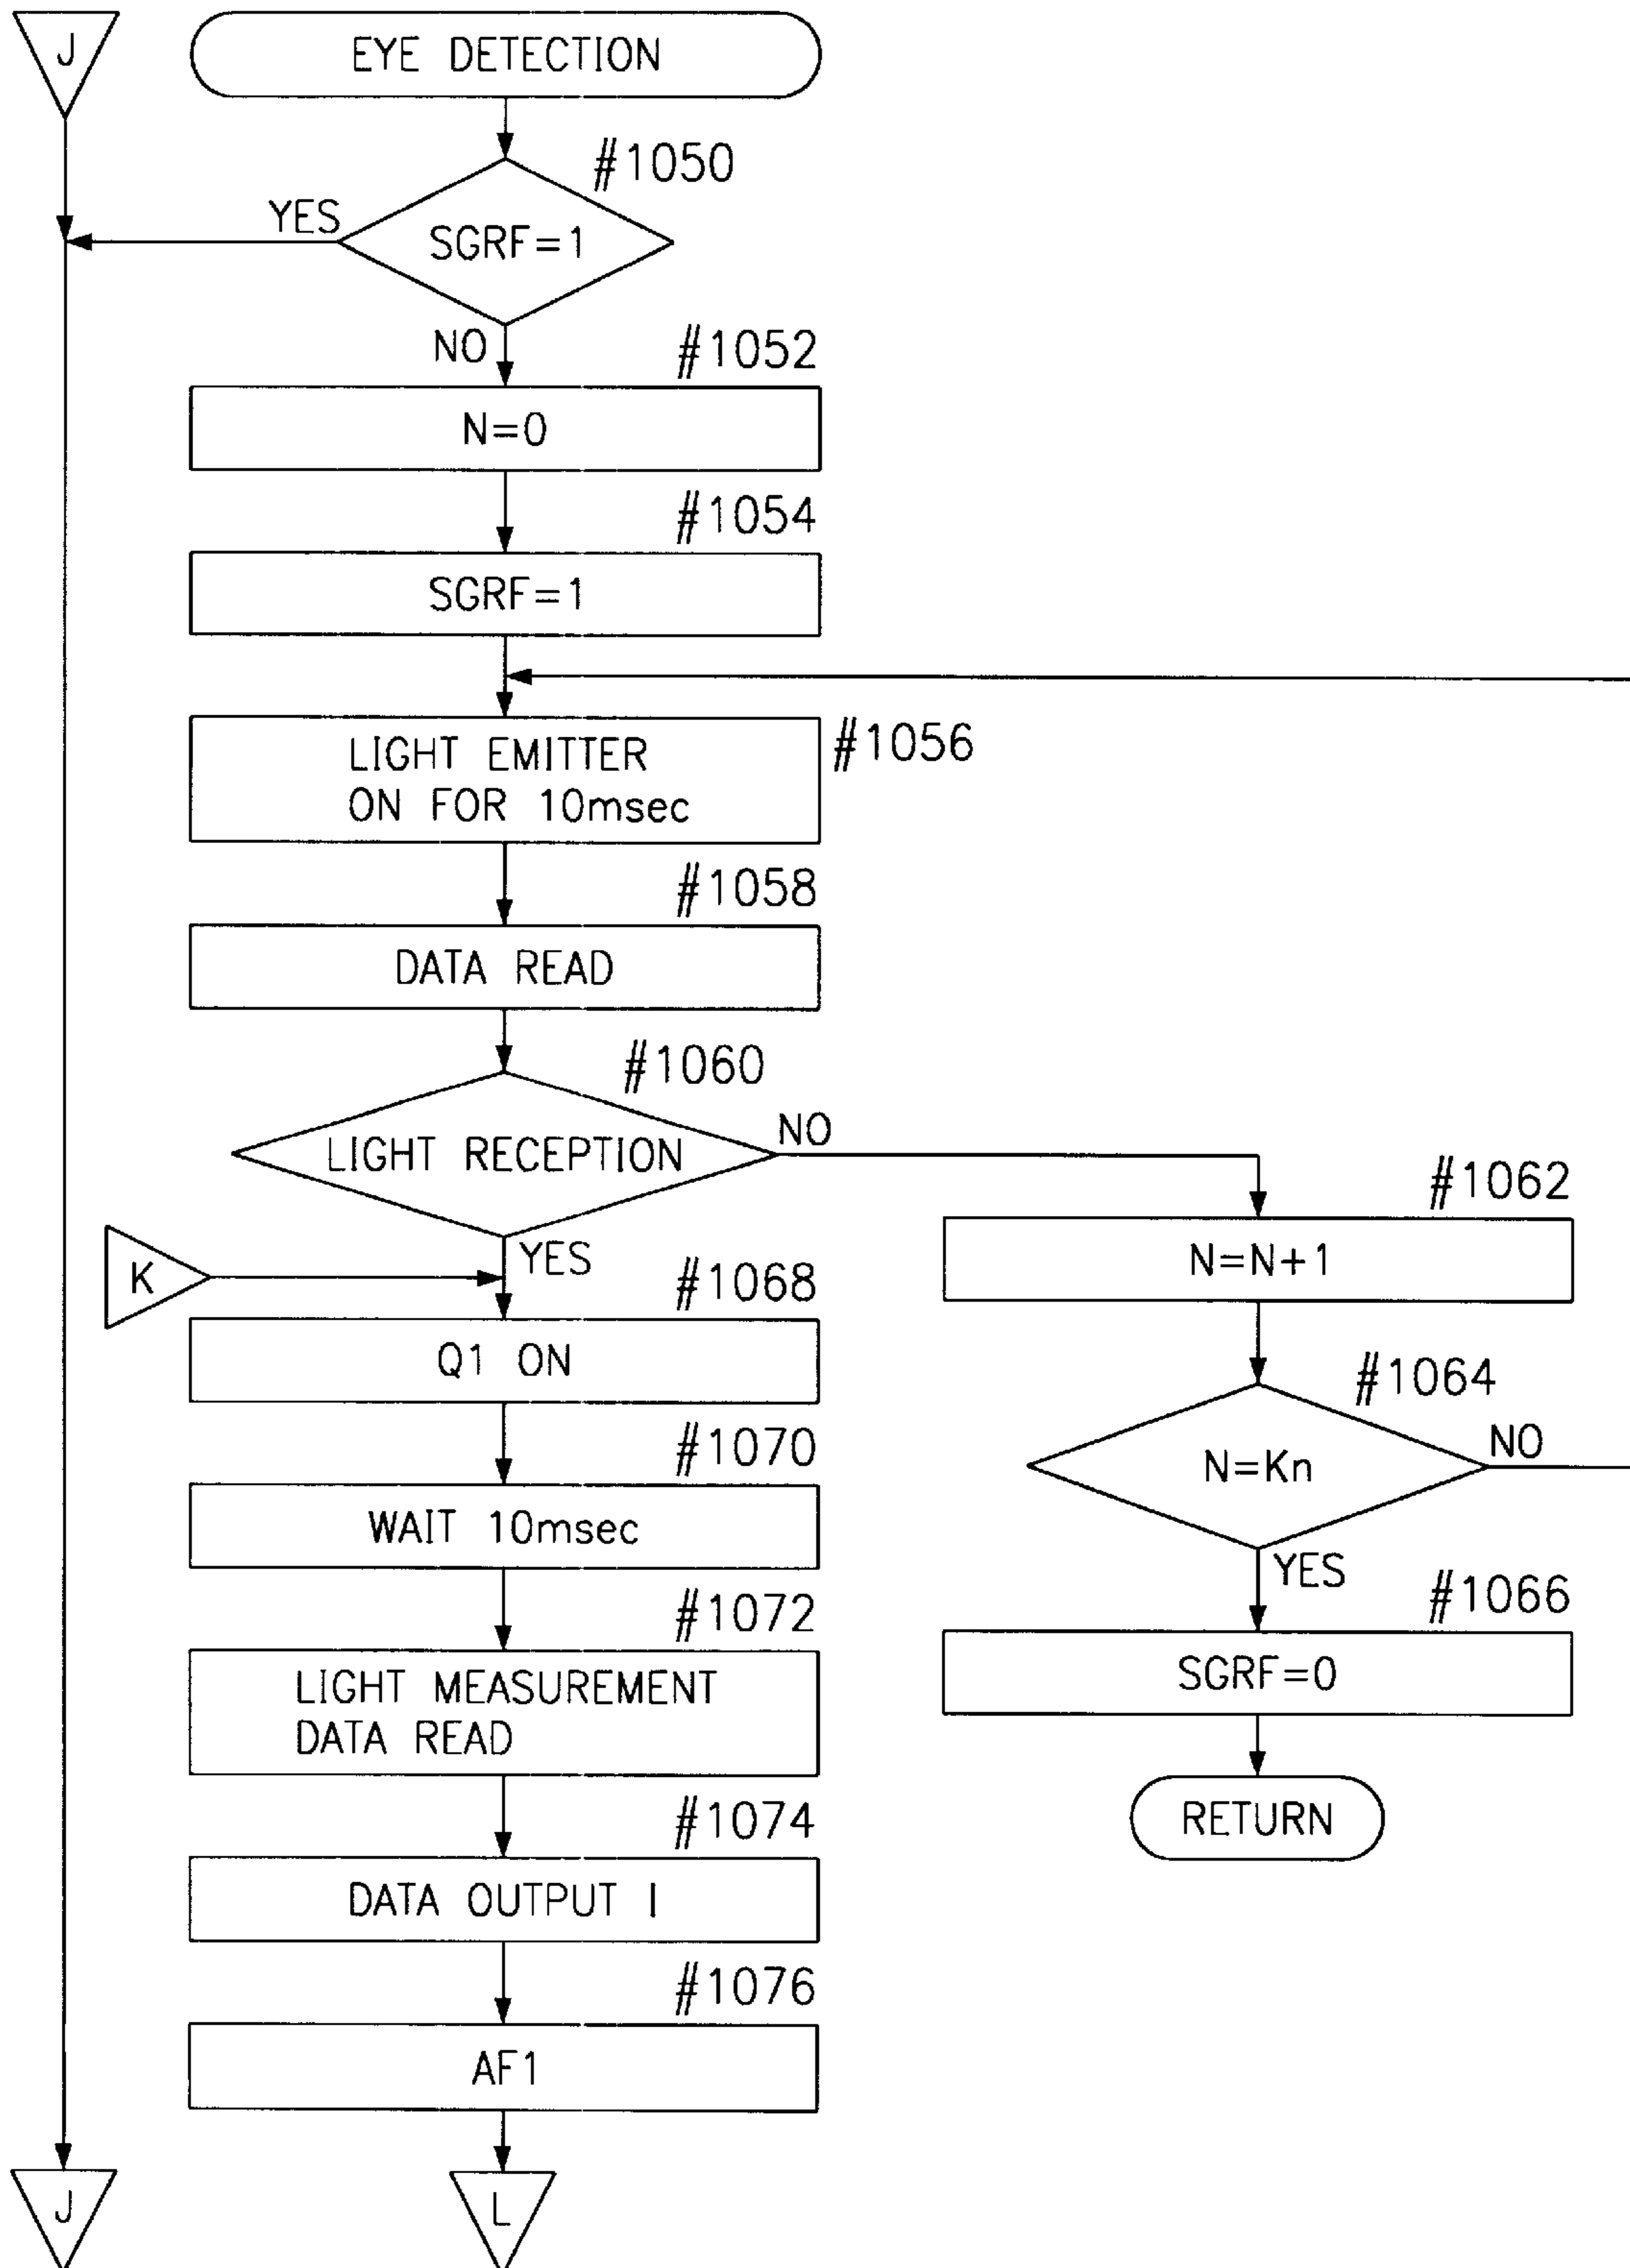 J
EYE DETECTION
#1050
YES
SGRF=1
NO
#1052
N=0
#1054
SGRF=1
LIGHT EMITTER
ON FOR 10msec
#1056
#1058
DATA READ
#1060
LIGHT RECEPTION
NO
YES
K
#1062
N=N+1
#1068
Q1 ON
#1064
N=Kn
NO
YES
#1070
WAIT 10msec
#1066
SGRF=0
#1072
LIGHT MEASUREMENT
DATA READ
RETURN
#1074
DATA OUTPUT I
#1076
AF1
J
L